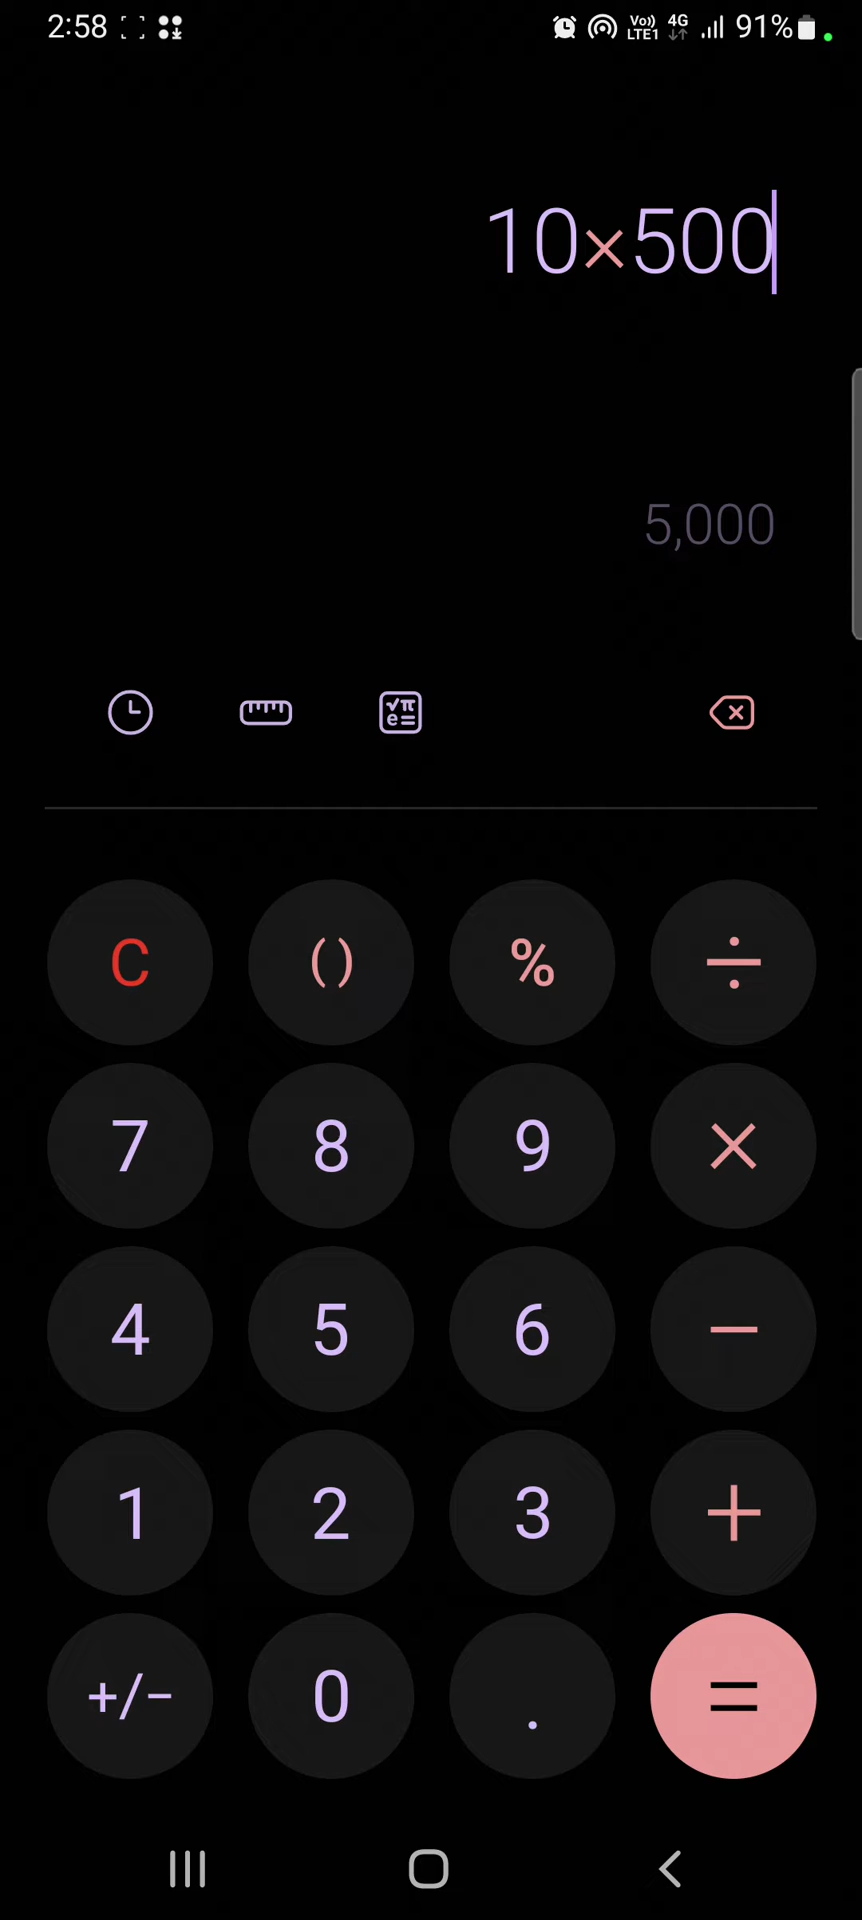 2:58 Vo)) LTE1 4G 91%
10×500
5,000
√π e=
C () % ÷
7 8 9 ×
4 5 6 −
1 2 3 +
+/− 0 . =